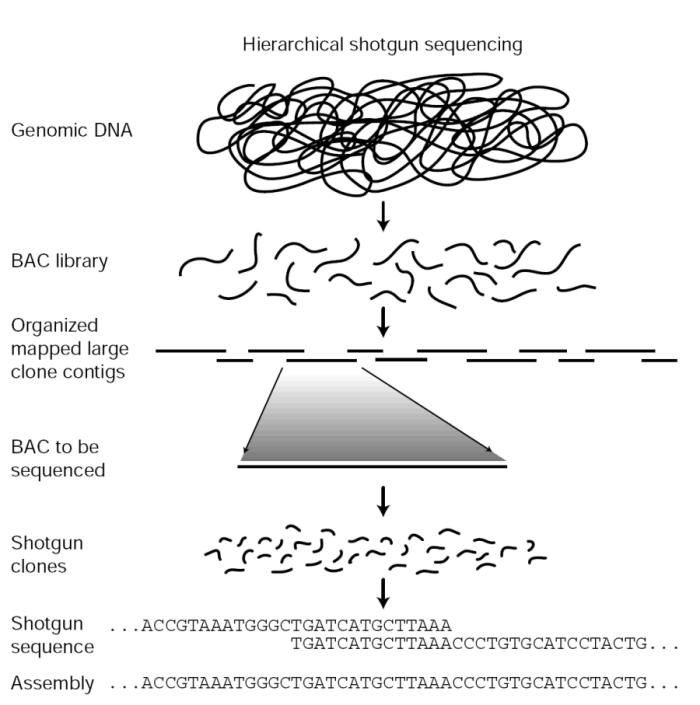 Hierarchical shotgun sequencing
Genomic DNA
BAC library
Organized
mapped large
clone contigs
BAC to be
sequenced
Shotgun
clones
Shotgun
sequence
...ACCGTAAATGGGCTGATCATGCTTAAA
TGATCATGCTTAAACCCTGTGCATCCTACTG...
Assembly ...ACCGTAAATGGGCTGATCATGCTTAAACCCTGTGCATCCTACTG...